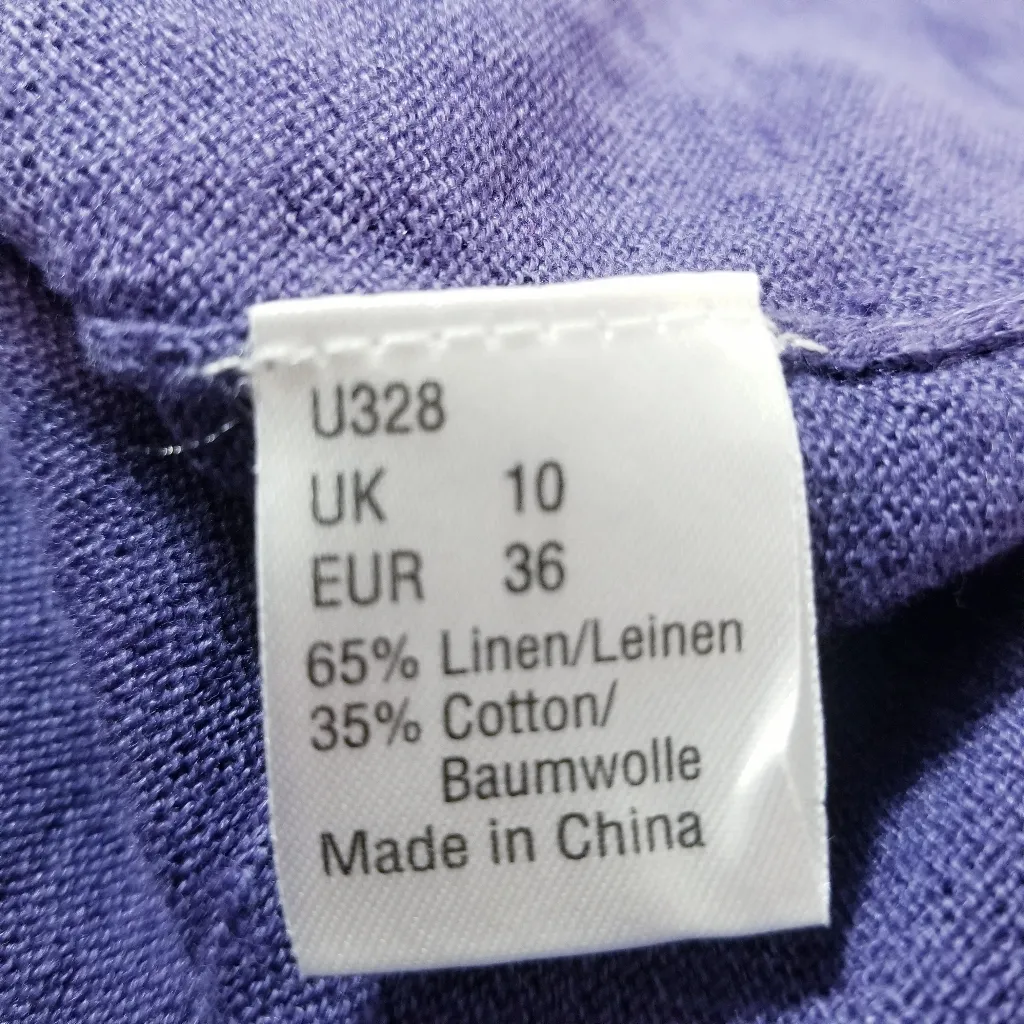 U328
UK 10
EUR 36
65% Linen/Leinen
35% Cotton/
Baumwolle
Made in China